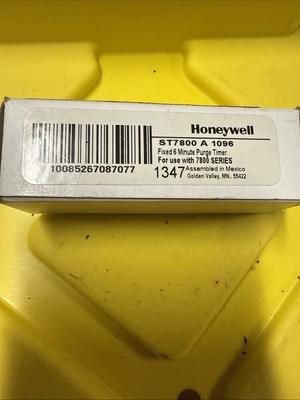 Honeywell
ST7800 A 1096
Fixed 6 Minute Purge Timer
For use with 7800 SERIES
10085267087077
1347
Assembled in Mexico
Golden Valley, MN., 55422